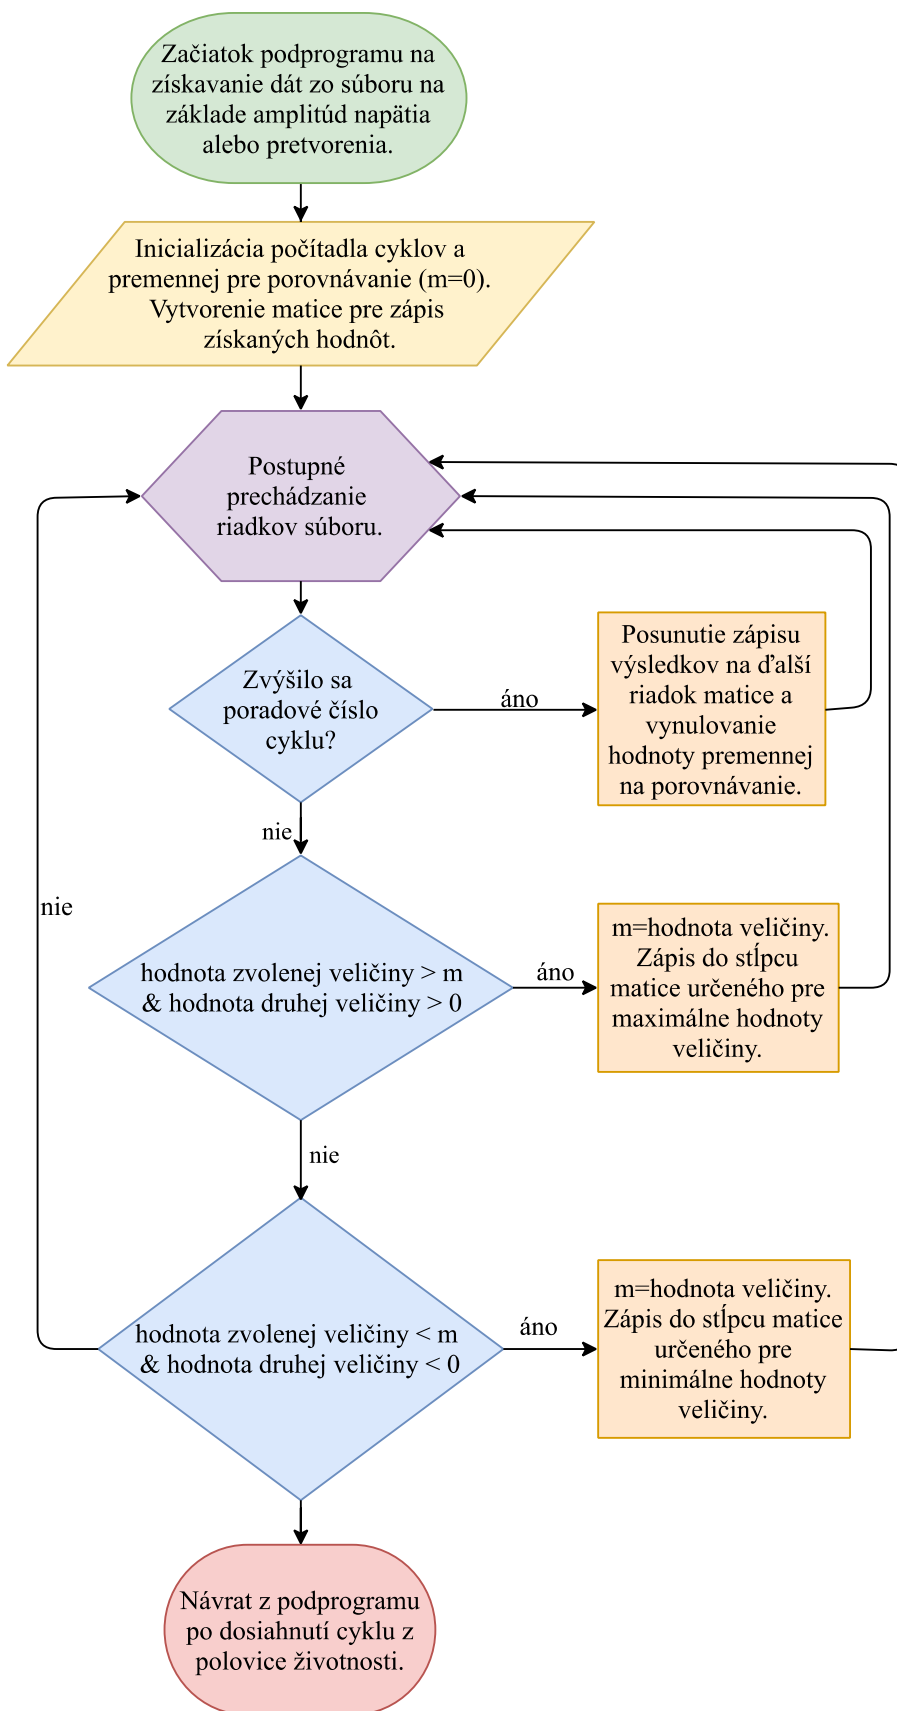 Začiatok podprogramu na
získavanie dát zo súboru na
základe amplitúd napätia
alebo pretvorenia.
Inicializácia počítadla cyklov a
premennej pre porovnávanie (m=0).
Vytvorenie matice pre zápis
získaných hodnôt.
Postupné
prechádzanie
riadkov súboru.
Zvýšilo sa
poradové číslo
cyklu?
áno
Posunutie zápisu
výsledkov na ďalší
riadok matice a
vynulovanie
hodnoty premennej
na porovnávanie.
nie
nie
hodnota zvolenej veličiny > m
& hodnota druhej veličiny > 0
áno
m=hodnota veličiny.
Zápis do stĺpcu
matice určeného pre
maximálne hodnoty
veličiny.
nie
hodnota zvolenej veličiny < m
& hodnota druhej veličiny < 0
áno
m=hodnota veličiny.
Zápis do stĺpcu matice
určeného pre
minimálne hodnoty
veličiny.
Návrat z podprogramu
po dosiahnutí cyklu z
polovice životnosti.